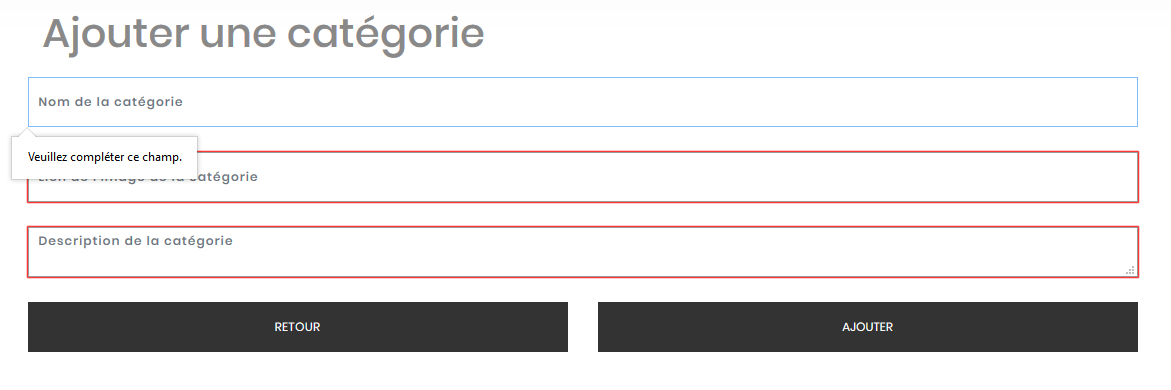 Ajouter une catégorie
Nom de la catégorie
Veuillez compléter ce champ.
Lien de l'image de la catégorie
Description de la catégorie
RETOUR
AJOUTER